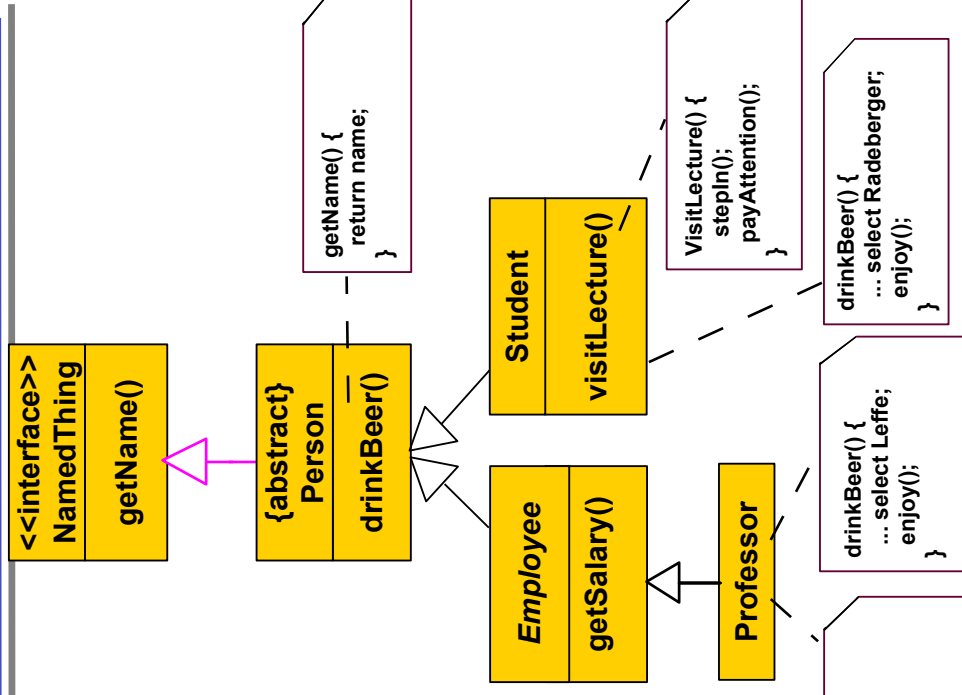 <<interface>>
NamedThing
getName()
{abstract}
Person
drinkBeer()
getName() {
return name;
}
Employee
getSalary()
Student
visitLecture()
VisitLecture() {
stepIn();
payAttention();
}
drinkBeer() {
... select Radeberger;
enjoy();
}
Professor
drinkBeer() {
... select Leffe;
enjoy();
}